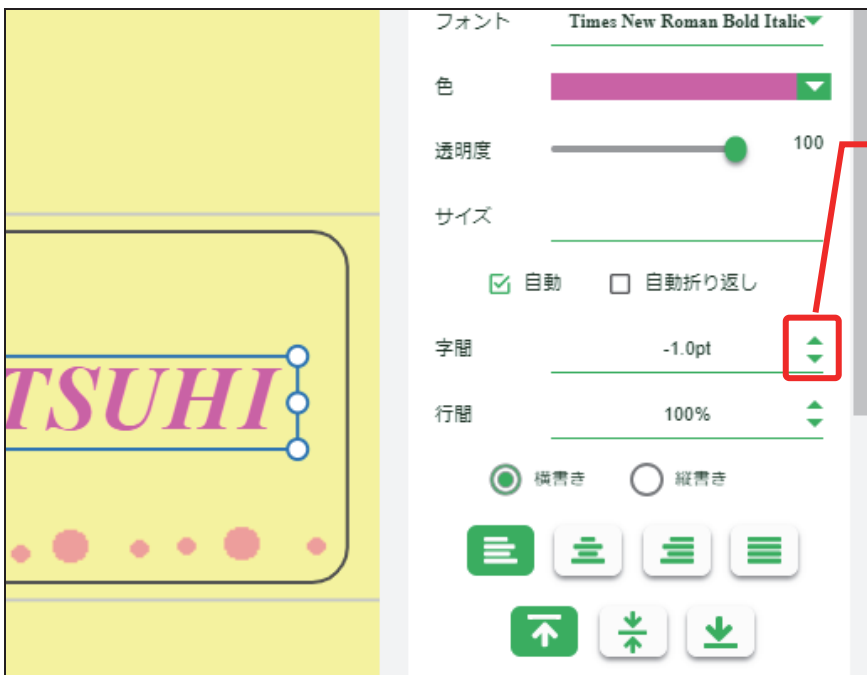 フォント Times New Roman Bold Italic
色
透明度 100
サイズ
自動 自動折り返し
字間 -1.0pt
TSUHI
行間 100%
横書き 縦書き